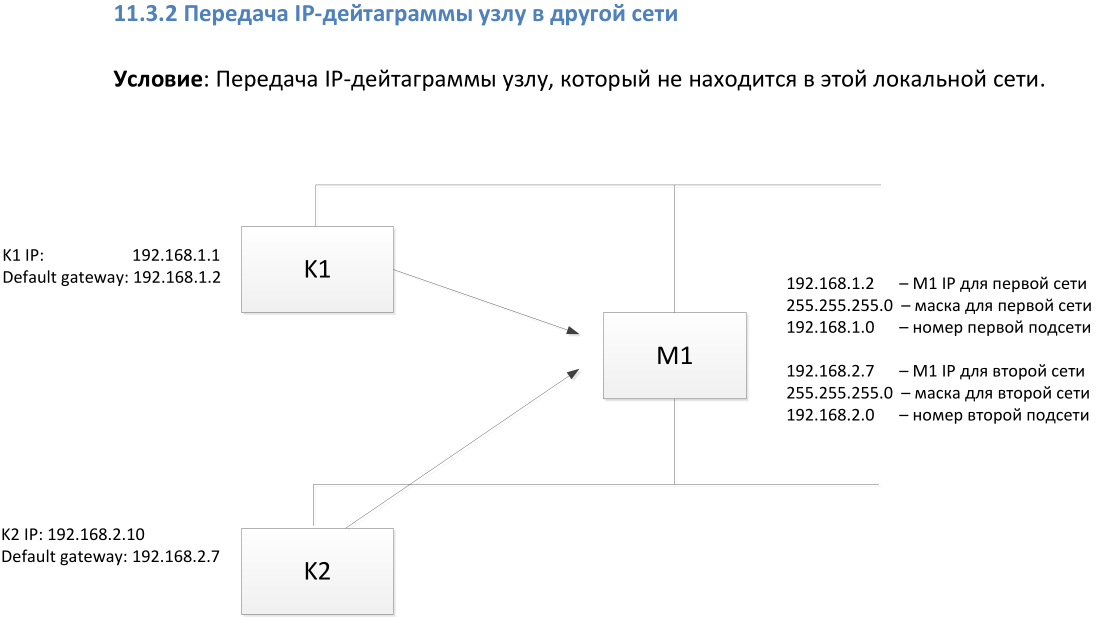 11.3.2 Передача IP-дейтаграммы узлу в другой сети
Условие: Передача IP-дейтаграммы узлу, который не находится в этой локальной сети.
K1 IP: 192.168.1.1
Default gateway: 192.168.1.2
K1
192.168.1.2 – M1 IP для первой сети
255.255.255.0 – маска для первой сети
192.168.1.0 – номер первой подсети
M1
192.168.2.7 – M1 IP для второй сети
255.255.255.0 – маска для второй сети
192.168.2.0 – номер второй подсети
K2 IP: 192.168.2.10
Default gateway: 192.168.2.7
K2